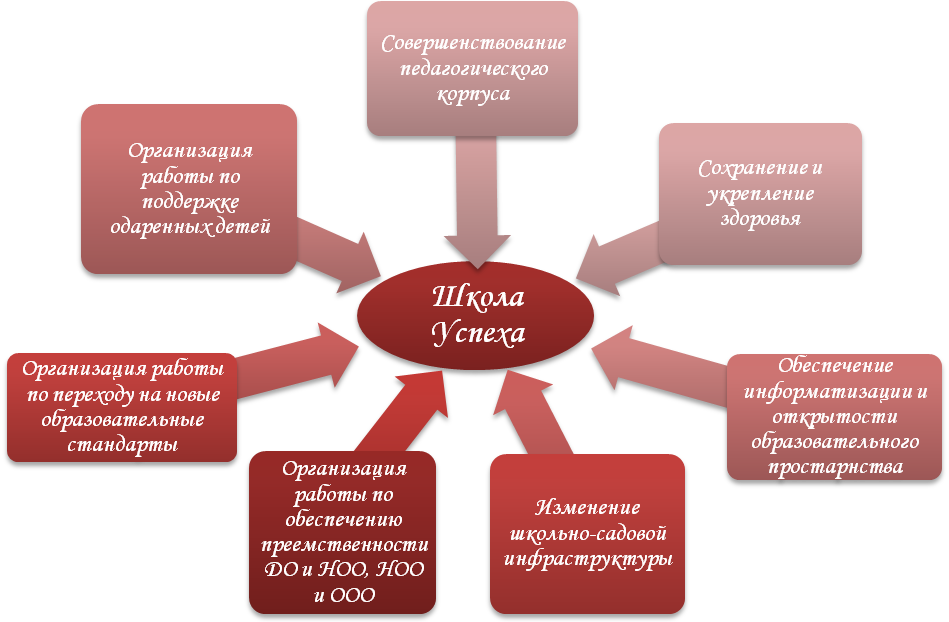 Совершенствование
педагогического
корпуса
Организация
работы по
поддержке
одаренных детей
Сохранение и
укрепление
здоровья
Школа
Успеха
Организация работы
по переходу на новые
образовательные
стандарты
Обеспечение
информатизации и
открытости
образовательного
простарнства
Организация
работы по
обеспечению
преемственности
ДО и НОО, НОО
и ООО
Изменение
школьно-садовой
инфраструктуры